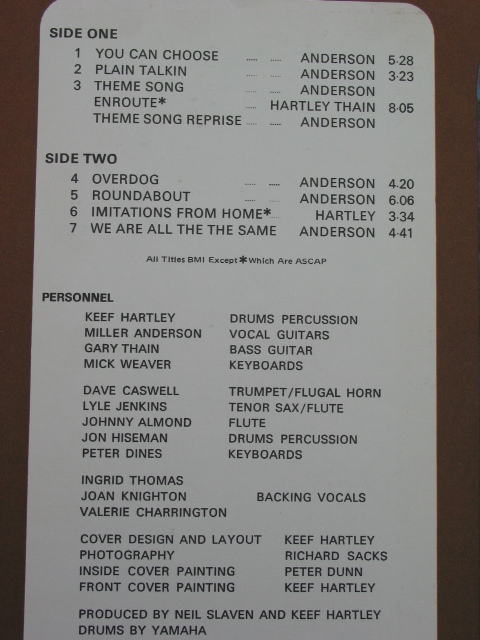 SIDE ONE
1 YOU CAN CHOOSE ..... ..... ANDERSON 5·28
2 PLAIN TALKIN ..... ..... ANDERSON 3·23
3 THEME SONG ANDERSON
ENROUTE* ..... HARTLEY THAIN 8·05
THEME SONG REPRISE ..... ..... ANDERSON
SIDE TWO
4 OVERDOG ..... ..... ANDERSON 4·20
5 ROUNDABOUT ..... ..... ANDERSON 6·06
6 IMITATIONS FROM HOME*..... HARTLEY 3·34
7 WE ARE ALL THE THE SAME ANDERSON 4·41
All Titles BMI Except * Which Are ASCAP
PERSONNEL
KEEF HARTLEY DRUMS PERCUSSION
MILLER ANDERSON VOCAL GUITARS
GARY THAIN BASS GUITAR
MICK WEAVER KEYBOARDS
DAVE CASWELL TRUMPET/FLUGAL HORN
LYLE JENKINS TENOR SAX/FLUTE
JOHNNY ALMOND FLUTE
JON HISEMAN DRUMS PERCUSSION
PETER DINES KEYBOARDS
INGRID THOMAS
JOAN KNIGHTON BACKING VOCALS
VALERIE CHARRINGTON
COVER DESIGN AND LAYOUT KEEF HARTLEY
PHOTOGRAPHY RICHARD SACKS
INSIDE COVER PAINTING PETER DUNN
FRONT COVER PAINTING KEEF HARTLEY
PRODUCED BY NEIL SLAVEN AND KEEF HARTLEY
DRUMS BY YAMAHA